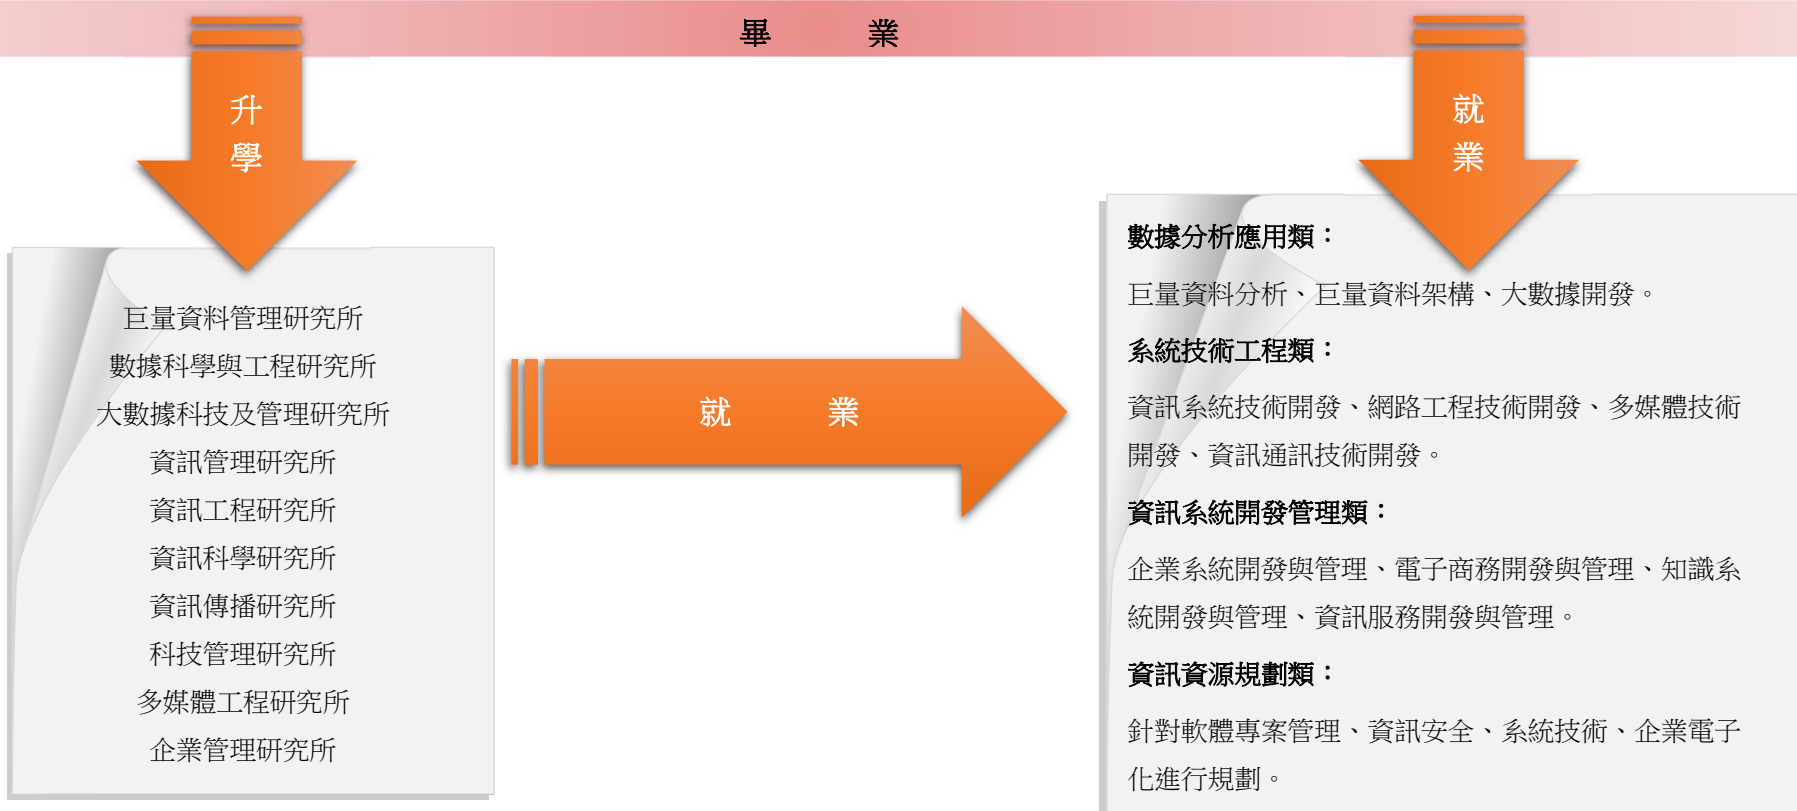 畢 業
升
學
就
業
巨量資料管理研究所
數據科學與工程研究所
大數據科技及管理研究所
資訊管理研究所
資訊工程研究所
資訊科學研究所
資訊傳播研究所
科技管理研究所
多媒體工程研究所
企業管理研究所
就 業
數據分析應用類：
巨量資料分析、巨量資料架構、大數據開發。
系統技術工程類：
資訊系統技術開發、網路工程技術開發、多媒體技術
開發、資訊通訊技術開發。
資訊系統開發管理類：
企業系統開發與管理、電子商務開發與管理、知識系
統開發與管理、資訊服務開發與管理。
資訊資源規劃類：
針對軟體專案管理、資訊安全、系統技術、企業電子
化進行規劃。